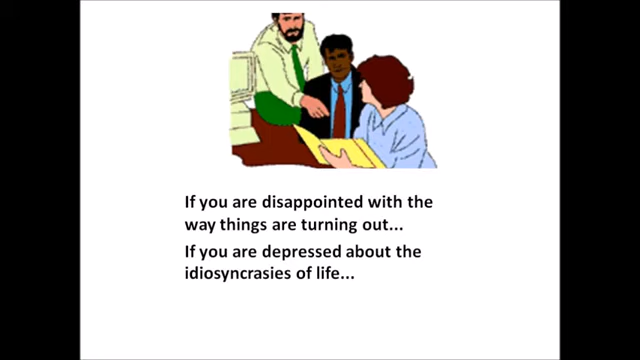 If you are disappointed with the
way things are turning out...
If you are depressed about the
idiosyncrasies of life...